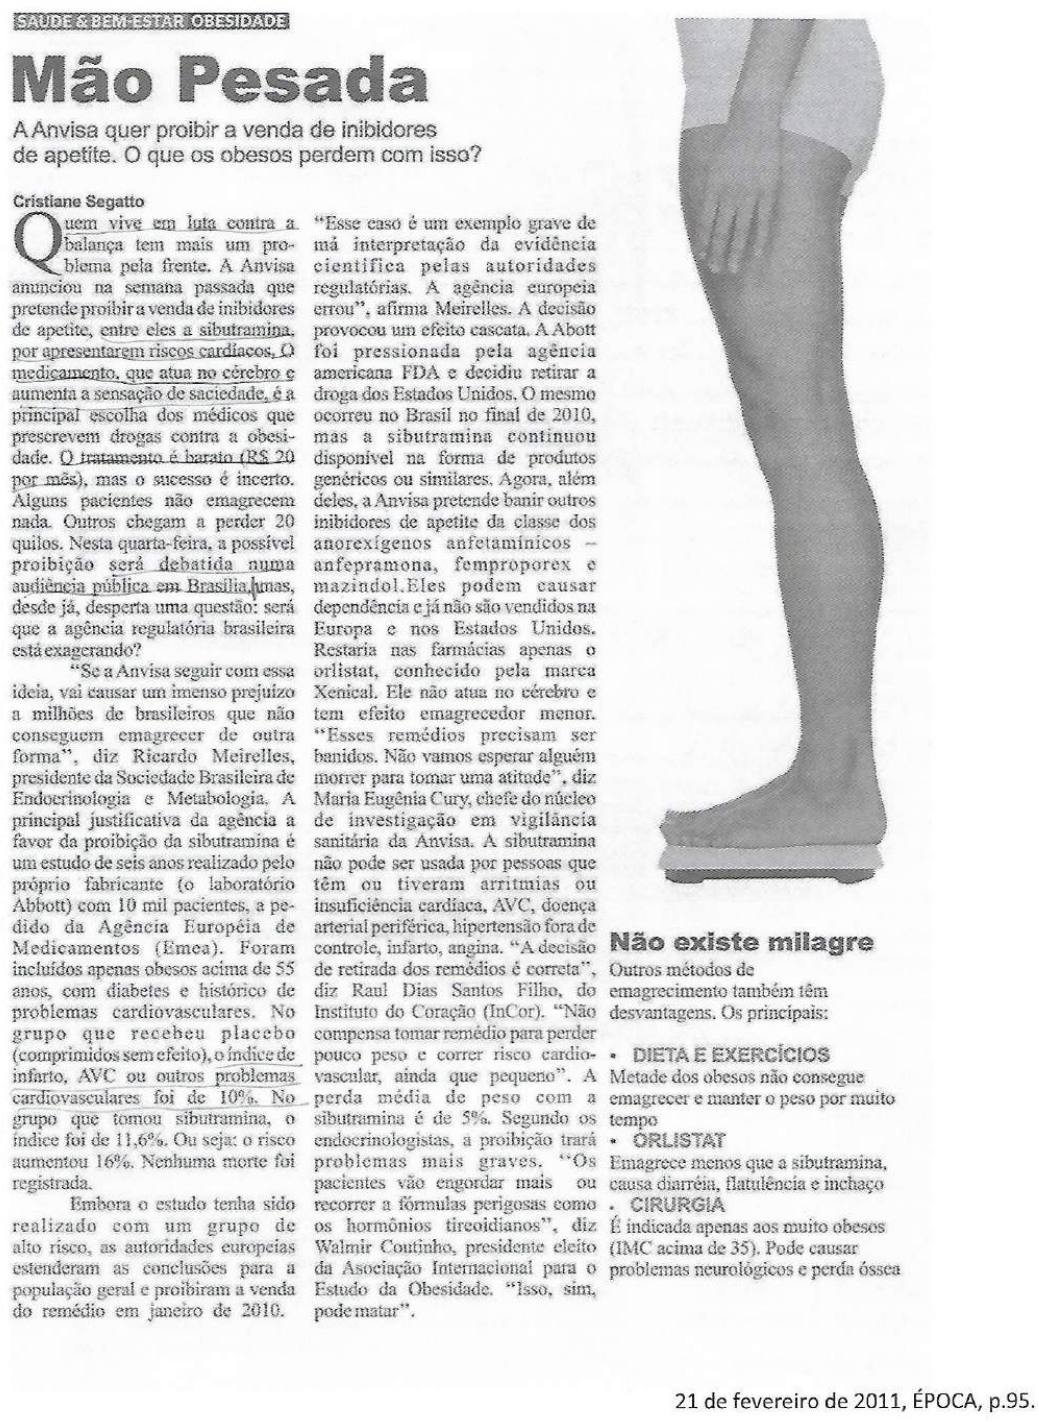 SAÚDE & BEM-ESTAR OBESIDADE
Mão Pesada
A Anvisa quer proibir a venda de inibidores
de apetite. O que os obesos perdem com isso?
Cristiane Segatto
Quem vive em luta contra a
balança tem mais um pro-
blema pela frente. A Anvisa
anunciou na semana passada que
pretende proibir a venda de inibidores
de apetite, entre eles a sibutramina,
por apresentarem riscos cardíacos. O
medicamento, que atua no cérebro e
aumenta a sensação de saciedade, é a
principal escolha dos médicos que
prescrevem drogas contra a obesi-
dade. O tratamento é barato (R$ 20
por mês), mas o sucesso é incerto.
Alguns pacientes não emagrecem
nada. Outros chegam a perder 20
quilos. Nesta quarta-feira, a possível
proibição será debatida numa
audiência pública em Brasília, mas,
desde já, desperta uma questão: será
que a agência regulatória brasileira
está exagerando?
"Se a Anvisa seguir com essa
ideia, vai causar um imenso prejuízo
a milhões de brasileiros que não
conseguem emagrecer de outra
forma", diz Ricardo Meirelles,
presidente da Sociedade Brasileira de
Endocrinologia e Metabologia. A
principal justificativa da agência a
favor da proibição da sibutramina é
um estudo de seis anos realizado pelo
próprio fabricante (o laboratório
Abbott) com 10 mil pacientes, a pe-
dido da Agência Européia de
Medicamentos (Emea). Foram
incluídos apenas obesos acima de 55
anos, com diabetes e histórico de
problemas cardiovasculares. No
grupo que recebeu placebo
(comprimidos sem efeito), o índice de
infarto, AVC ou outros problemas
cardiovasculares foi de 10%. No
grupo que tomou sibutramina, o
índice foi de 11,6%. Ou seja: o risco
aumentou 16%. Nenhuma morte foi
registrada.
Embora o estudo tenha sido
realizado com um grupo de
alto risco, as autoridades europeias
estenderam as conclusões para a
população geral e proibiram a venda
do remédio em janeiro de 2010.
"Esse caso é um exemplo grave de
má interpretação da evidência
científica pelas autoridades
regulatórias. A agência europeia
errou", afirma Meirelles. A decisão
provocou um efeito cascata. A Abott
foi pressionada pela agência
americana FDA e decidiu retirar a
droga dos Estados Unidos. O mesmo
ocorreu no Brasil no final de 2010,
mas a sibutramina continuou
disponível na forma de produtos
genéricos ou similares. Agora, além
deles, a Anvisa pretende banir outros
inibidores de apetite da classe dos
anorexígenos anfetamínicos –
anfepramona, femproporex e
mazindol.Eles podem causar
dependência e já não são vendidos na
Europa e nos Estados Unidos.
Restaria nas farmácias apenas o
orlistat, conhecido pela marca
Xenical. Ele não atua no cérebro e
tem efeito emagrecedor menor.
"Esses remédios precisam ser
banidos. Não vamos esperar alguém
morrer para tomar uma atitude", diz
Maria Eugênia Cury, chefe do núcleo
de investigação em vigilância
sanitária da Anvisa. A sibutramina
não pode ser usada por pessoas que
têm ou tiveram arritmias ou
insuficiência cardíaca, AVC, doença
arterial periférica, hipertensão fora de
controle, infarto, angina. "A decisão
de retirada dos remédios é correta",
diz Raul Dias Santos Filho, do
Instituto do Coração (InCor). "Não
compensa tomar remédio para perder
pouco peso e correr risco cardio-
vascular, ainda que pequeno". A
perda média de peso com a
sibutramina é de 5%. Segundo os
endocrinologistas, a proibição trará
problemas mais graves. "Os
pacientes vão engordar mais ou
recorrer a fórmulas perigosas como
os hormônios tireoidianos", diz
Walmir Coutinho, presidente eleito
da Asociação Internacional para o
Estudo da Obesidade. "Isso, sim,
pode matar".
Não existe milagre
Outros métodos de
emagrecimento também têm
desvantagens. Os principais:
• DIETA E EXERCÍCIOS
Metade dos obesos não consegue
emagrecer e manter o peso por muito
tempo
• ORLISTAT
Emagrece menos que a sibutramina,
causa diarréia, flatulência e inchaço
• CIRURGIA
É indicada apenas aos muito obesos
(IMC acima de 35). Pode causar
problemas neurológicos e perda óssea
21 de fevereiro de 2011, ÉPOCA, p.95.